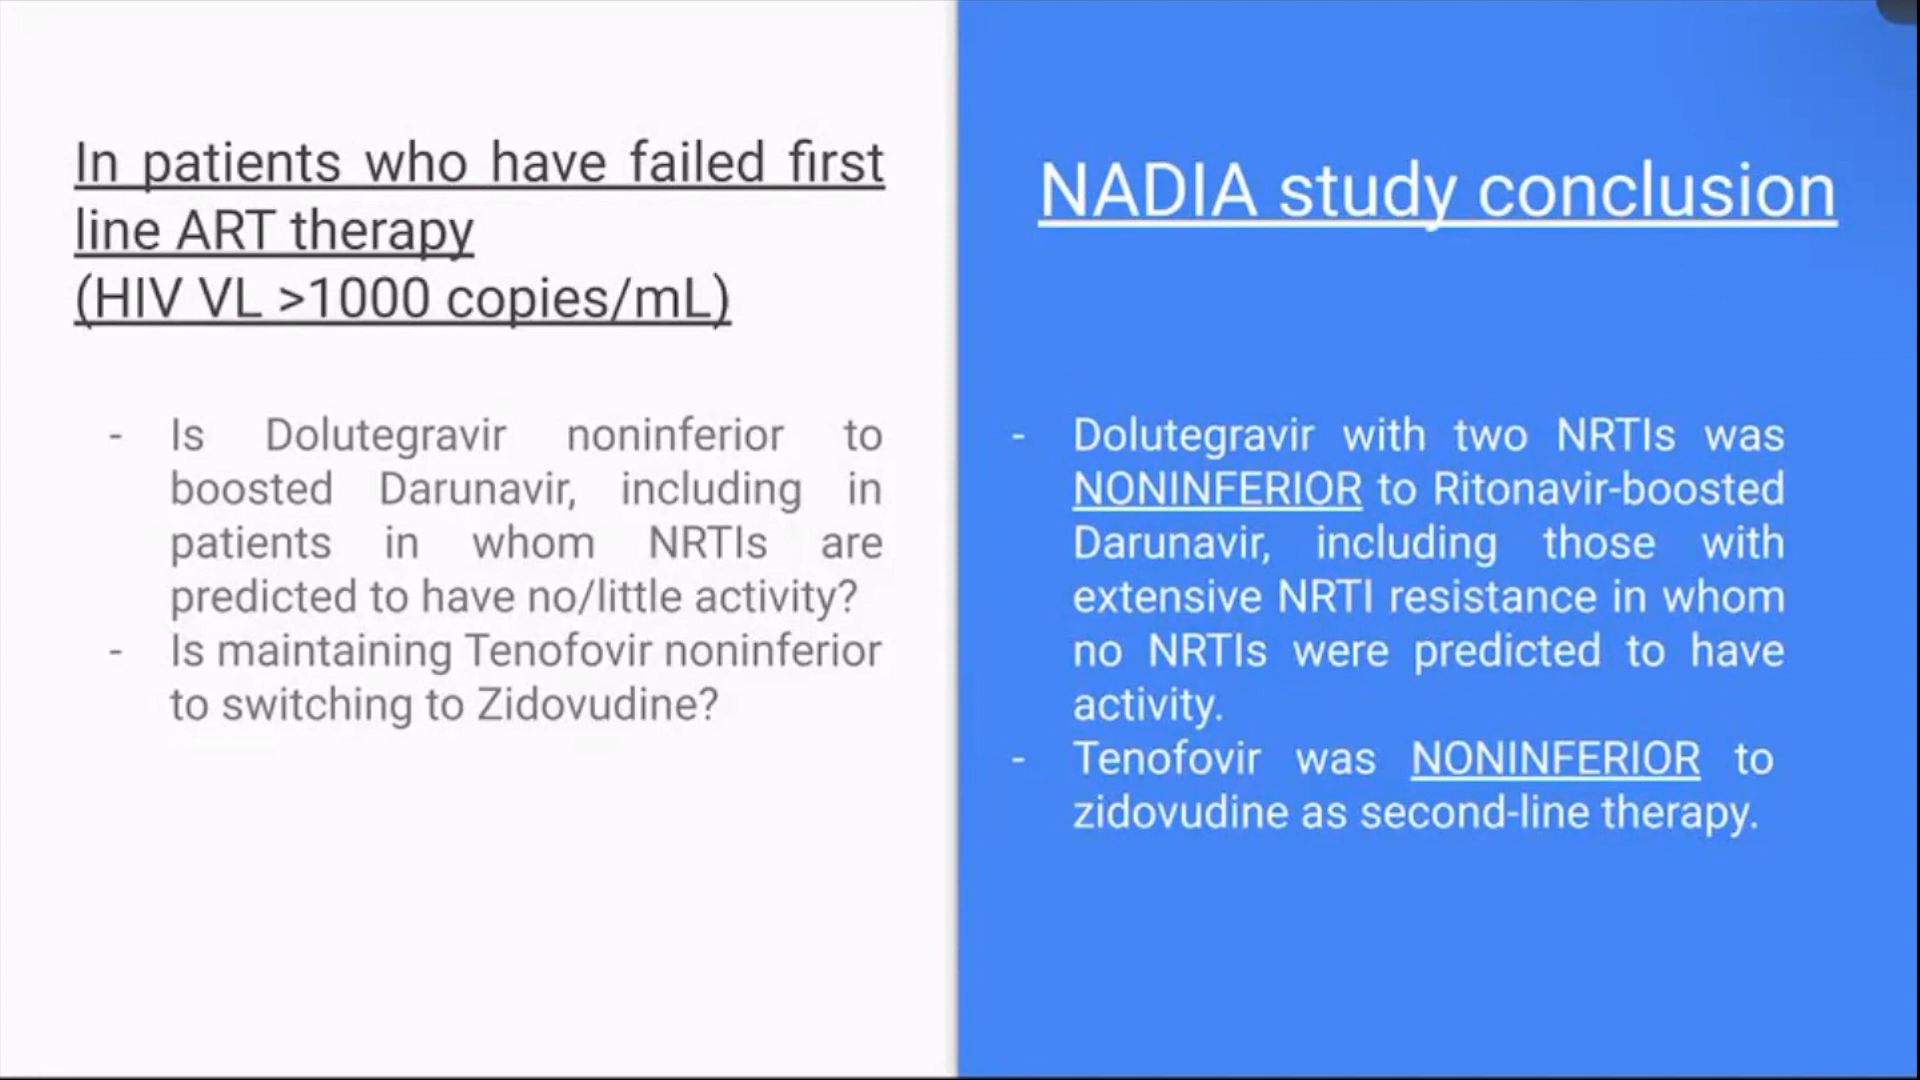 In patients who have failed first
line ART therapy
(HIV VL >1000 copies/mL)
- Is Dolutegravir noninferior to
boosted Darunavir, including in
patients in whom NRTIs are
predicted to have no/little activity?
- Is maintaining Tenofovir noninferior
to switching to Zidovudine?
NADIA study conclusion
- Dolutegravir with two NRTIs was
NONINFERIOR to Ritonavir-boosted
Darunavir, including those with
extensive NRTI resistance in whom
no NRTIs were predicted to have
activity.
- Tenofovir was NONINFERIOR to
zidovudine as second-line therapy.